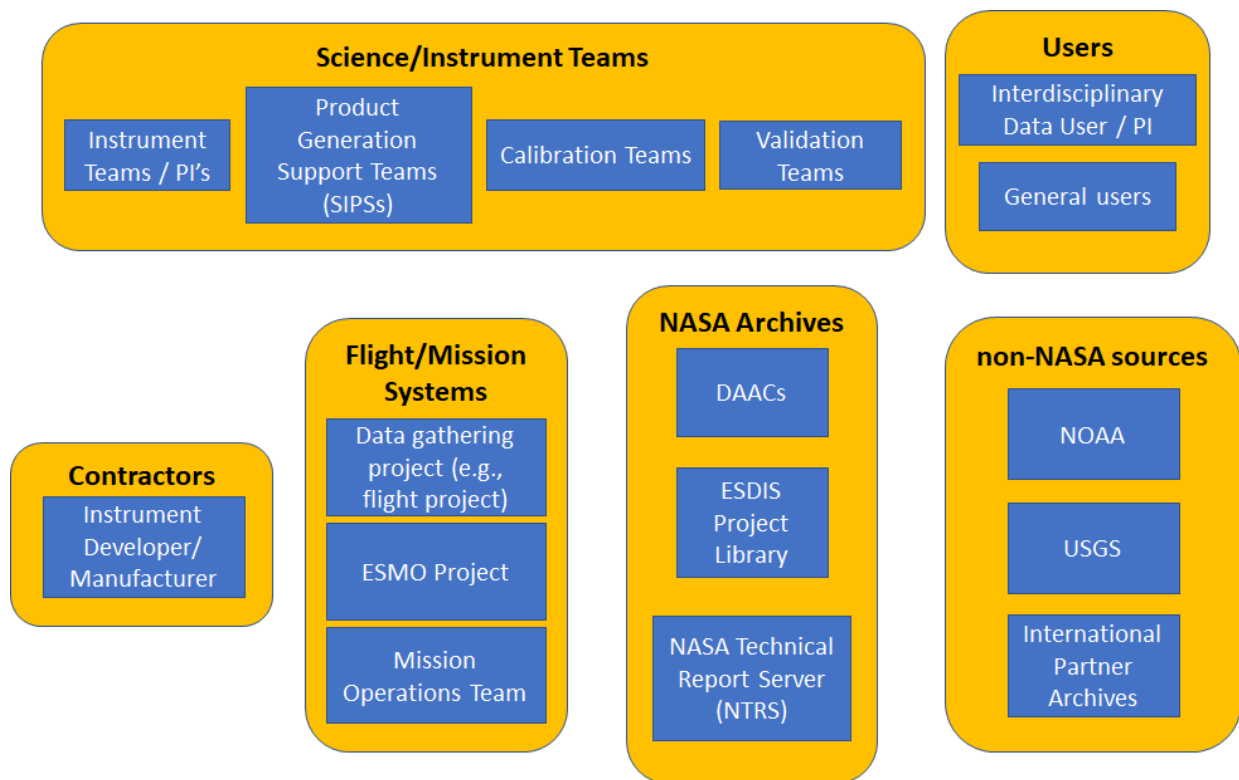 Science/Instrument Teams
Instrument
Teams / PI’s
Product
Generation
Support Teams
(SIPSs)
Calibration Teams
Validation
Teams
Users
Interdisciplinary
Data User / PI
General users
Contractors
Instrument
Developer/
Manufacturer
Flight/Mission
Systems
Data gathering
project (e.g.,
flight project)
ESMO Project
Mission
Operations Team
NASA Archives
DAACs
ESDIS
Project
Library
NASA Technical
Report Server
(NTRS)
non-NASA sources
NOAA
USGS
International
Partner
Archives